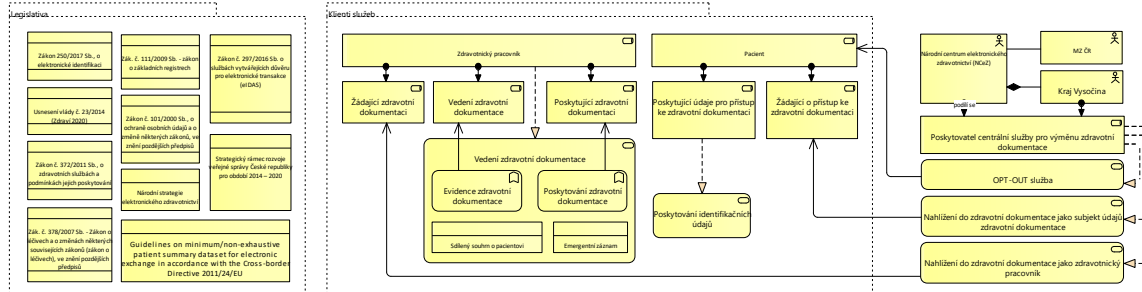 Legislativa
Zákon 250/2017 Sb., o
elektronické identifikaci
Usnesení vlády č. 23/2014
(Zdraví 2020)
Zákon č. 372/2011 Sb., o
zdravotních službách a
podmínkách jejich poskytování
Zák. č. 378/2007 Sb. - Zákon o
léčivech a o změnách některých
souvisejících zákonů (zákon o
léčivech), ve znění pozdějších
předpisů
Zák. č. 111/2009 Sb. - zákon
o základních registrech
Zákon č. 101/2000 Sb., o
ochraně osobních údajů a o
změně některých zákonů, ve
znění pozdějších předpisů
Národní strategie
elektronického zdravotnictví
Zákon č. 297/2016 Sb. o
službách vytvářejících důvěru
pro elektronické transakce
(eIDAS)
Strategický rámec rozvoje
veřejné správy České republiky
pro období 2014 – 2020
Guidelines on minimum/non-exhaustive
patient summary dataset for electronic
exchange in accordance with the Cross-border
Directive 2011/24/EU
Klienti služeb
Zdravotnický pracovník
Žádající zdravotní
dokumentaci
Vedení zdravotní
dokumentace
Poskytující zdravotní
dokumentaci
Vedení zdravotní dokumentace
Evidence zdravotní
dokumentace
Poskytování zdravotní
dokumentace
Sdílený souhrn o pacientovi
Emergentní záznam
Pacient
Poskytující údaje pro přístup
ke zdravotní dokumentaci
Žádající o přístup ke
zdravotní dokumentaci
Poskytování identifikačních
údajů
Národní centrum elektronického
zdravotnictví (NCeZ)
MZ ČR
Kraj Vysočina
podílí se
Poskytovatel centrální služby pro výměnu zdravotní
dokumentace
OPT-OUT služba
Nahlížení do zdravotní dokumentace jako subjekt údajů
zdravotní dokumentace
Nahlížení do zdravotní dokumentace jako zdravotnický
pracovník